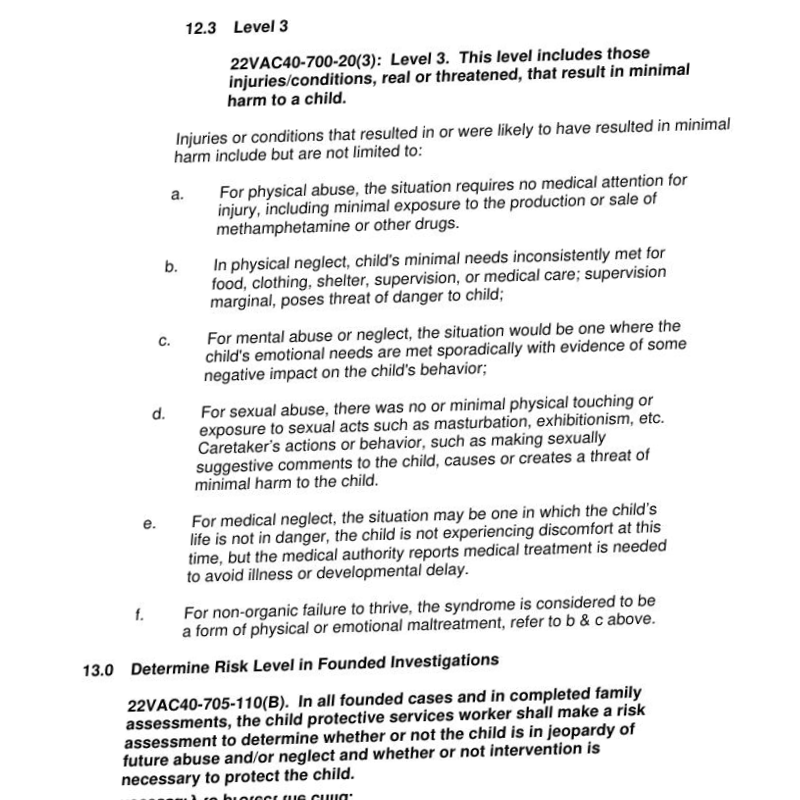 12.3 Level 3
22VAC40-700-20(3): Level 3. This level includes those
injuries/conditions, real or threatened, that result in minimal
harm to a child.
Injuries or conditions that resulted in or were likely to have resulted in minimal
harm include but are not limited to:
a. For physical abuse, the situation requires no medical attention for
injury, including minimal exposure to the production or sale of
methamphetamine or other drugs.
b. In physical neglect, child's minimal needs inconsistently met for
food, clothing, shelter, supervision, or medical care; supervision
marginal, poses threat of danger to child;
c. For mental abuse or neglect, the situation would be one where the
child's emotional needs are met sporadically with evidence of some
negative impact on the child's behavior;
d. For sexual abuse, there was no or minimal physical touching or
exposure to sexual acts such as masturbation, exhibitionism, etc.
Caretaker's actions or behavior, such as making sexually
suggestive comments to the child, causes or creates a threat of
minimal harm to the child.
e. For medical neglect, the situation may be one in which the child's
life is not in danger, the child is not experiencing discomfort at this
time, but the medical authority reports medical treatment is needed
to avoid illness or developmental delay.
f. For non-organic failure to thrive, the syndrome is considered to be
a form of physical or emotional maltreatment, refer to b & c above.
13.0 Determine Risk Level in Founded Investigations
22VAC40-705-110(B). In all founded cases and in completed family
assessments, the child protective services worker shall make a risk
assessment to determine whether or not the child is in jeopardy of
future abuse and/or neglect and whether or not intervention is
necessary to protect the child.